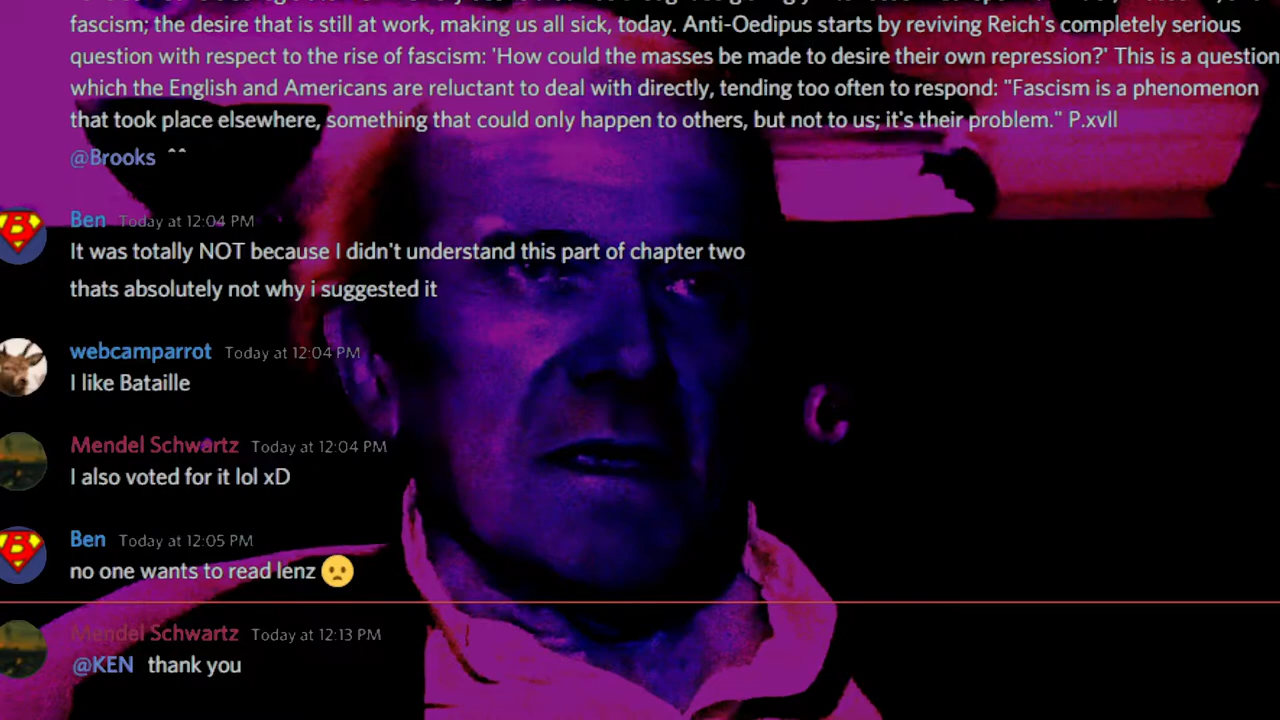 fascism; the desire that is still at work, making us all sick, today. Anti-Oedipus starts by reviving Reich's completely serious
question with respect to the rise of fascism: 'How could the masses be made to desire their own repression?' This is a question
which the English and Americans are reluctant to deal with directly, tending too often to respond: "Fascism is a phenomenon
that took place elsewhere, something that could only happen to others, but not to us; it's their problem." P.xvll
@Brooks ^^
Ben Today at 12:04 PM
It was totally NOT because I didn't understand this part of chapter two
thats absolutely not why i suggested it
webcamparrot Today at 12:04 PM
I like Bataille
Mendel Schwartz Today at 12:04 PM
I also voted for it lol xD
Ben Today at 12:05 PM
no one wants to read lenz 😦
Mendel Schwartz Today at 12:13 PM
@KEN thank you